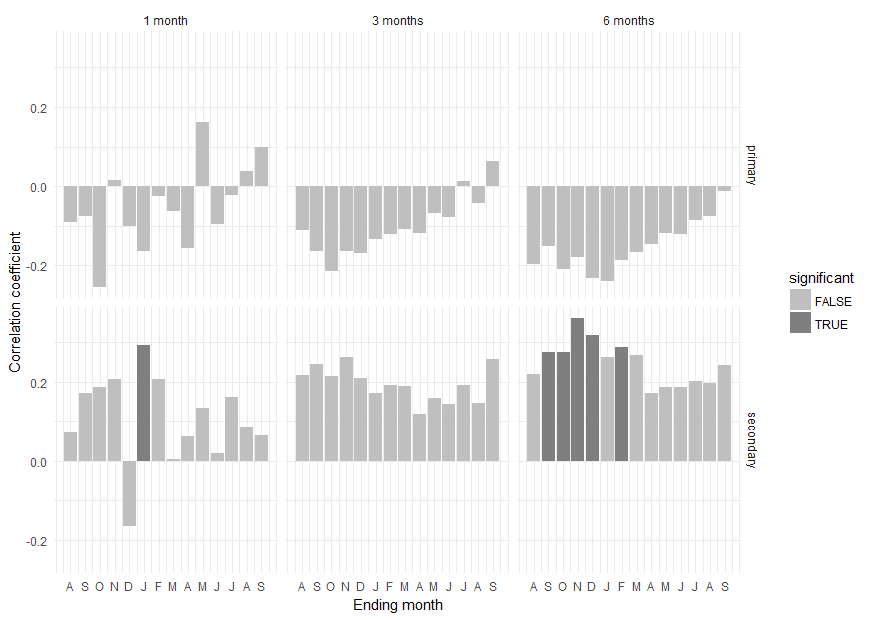 1 month 3 months 6 months
0.2
0.0
-0.2
primary
0.2
0.0
-0.2
secondary
Correlation coefficient
A S O N D J F M A M J J A S A S O N D J F M A M J J A S A S O N D J F M A M J J A S
Ending month
significant
FALSE
TRUE